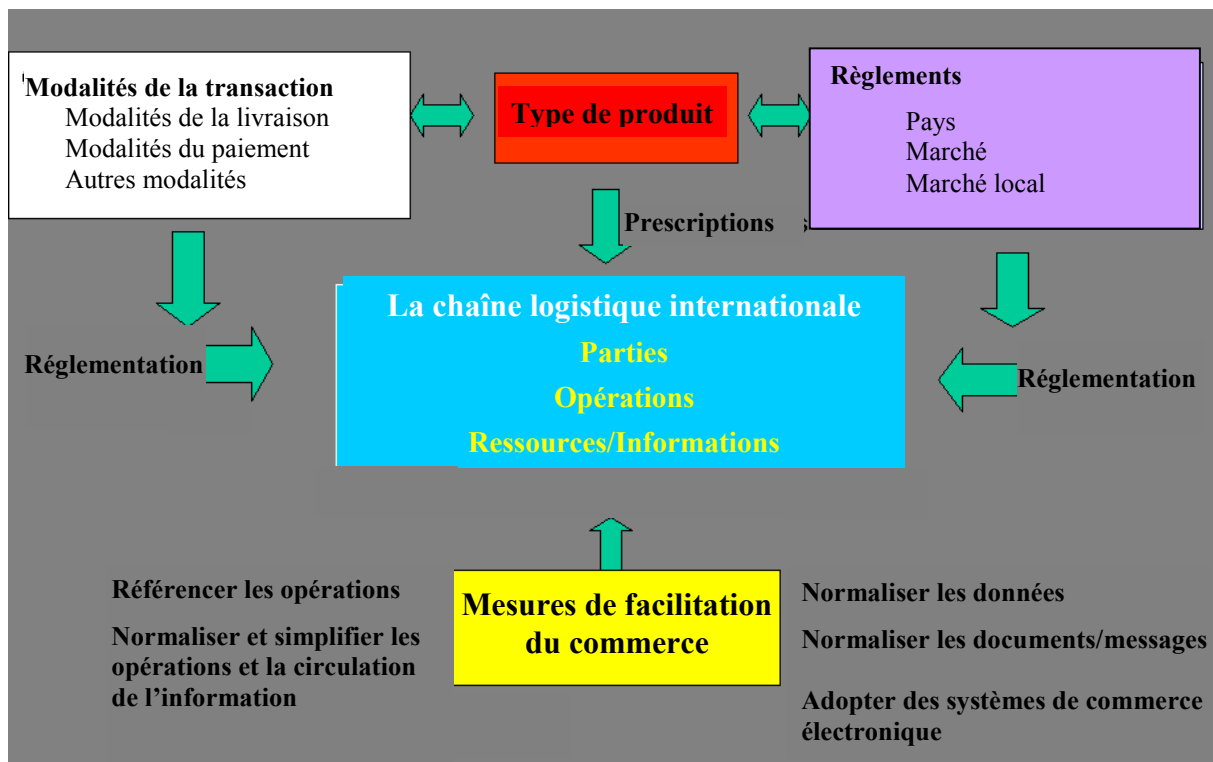 Modalités de la transaction
Modalités de la livraison
Modalités du paiement
Autres modalités
Type de produit
Règlements
Pays
Marché
Marché local
Prescriptions
La chaîne logistique internationale
Parties
Opérations
Ressources/Informations
Réglementation
Réglementation
Référencer les opérations
Normaliser et simplifier les
opérations et la circulation
de l’information
Mesures de facilitation
du commerce
Normaliser les données
Normaliser les documents/messages
Adopter des systèmes de commerce
électronique